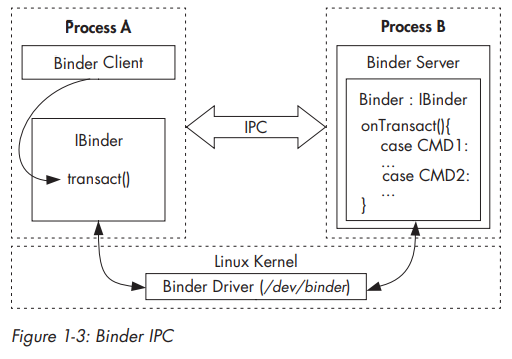 Process A
Binder Client
IBinder
transact()
IPC
Process B
Binder Server
Binder : IBinder
onTransact(){
case CMD1:
...
case CMD2:
...
}
Linux Kernel
Binder Driver (/dev/binder)
Figure 1-3: Binder IPC